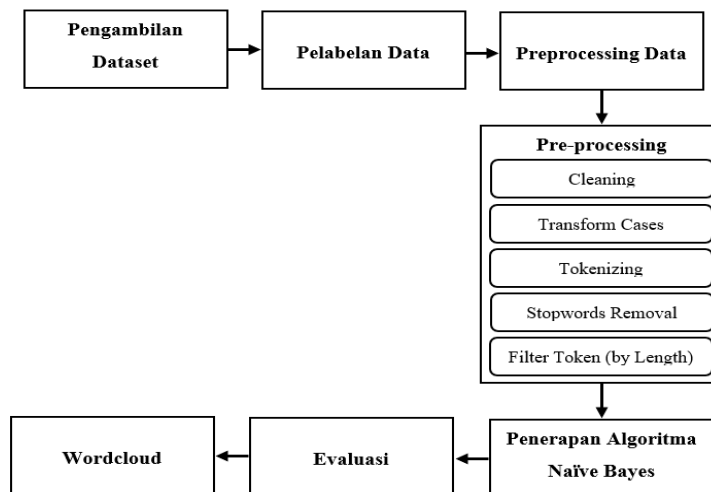 Pengambilan
Dataset
Pelabelan Data
Preprocessing Data
Pre-processing
Cleaning
Transform Cases
Tokenizing
Stopwords Removal
Filter Token (by Length)
Penerapan Algoritma
Naïve Bayes
Evaluasi
Wordcloud